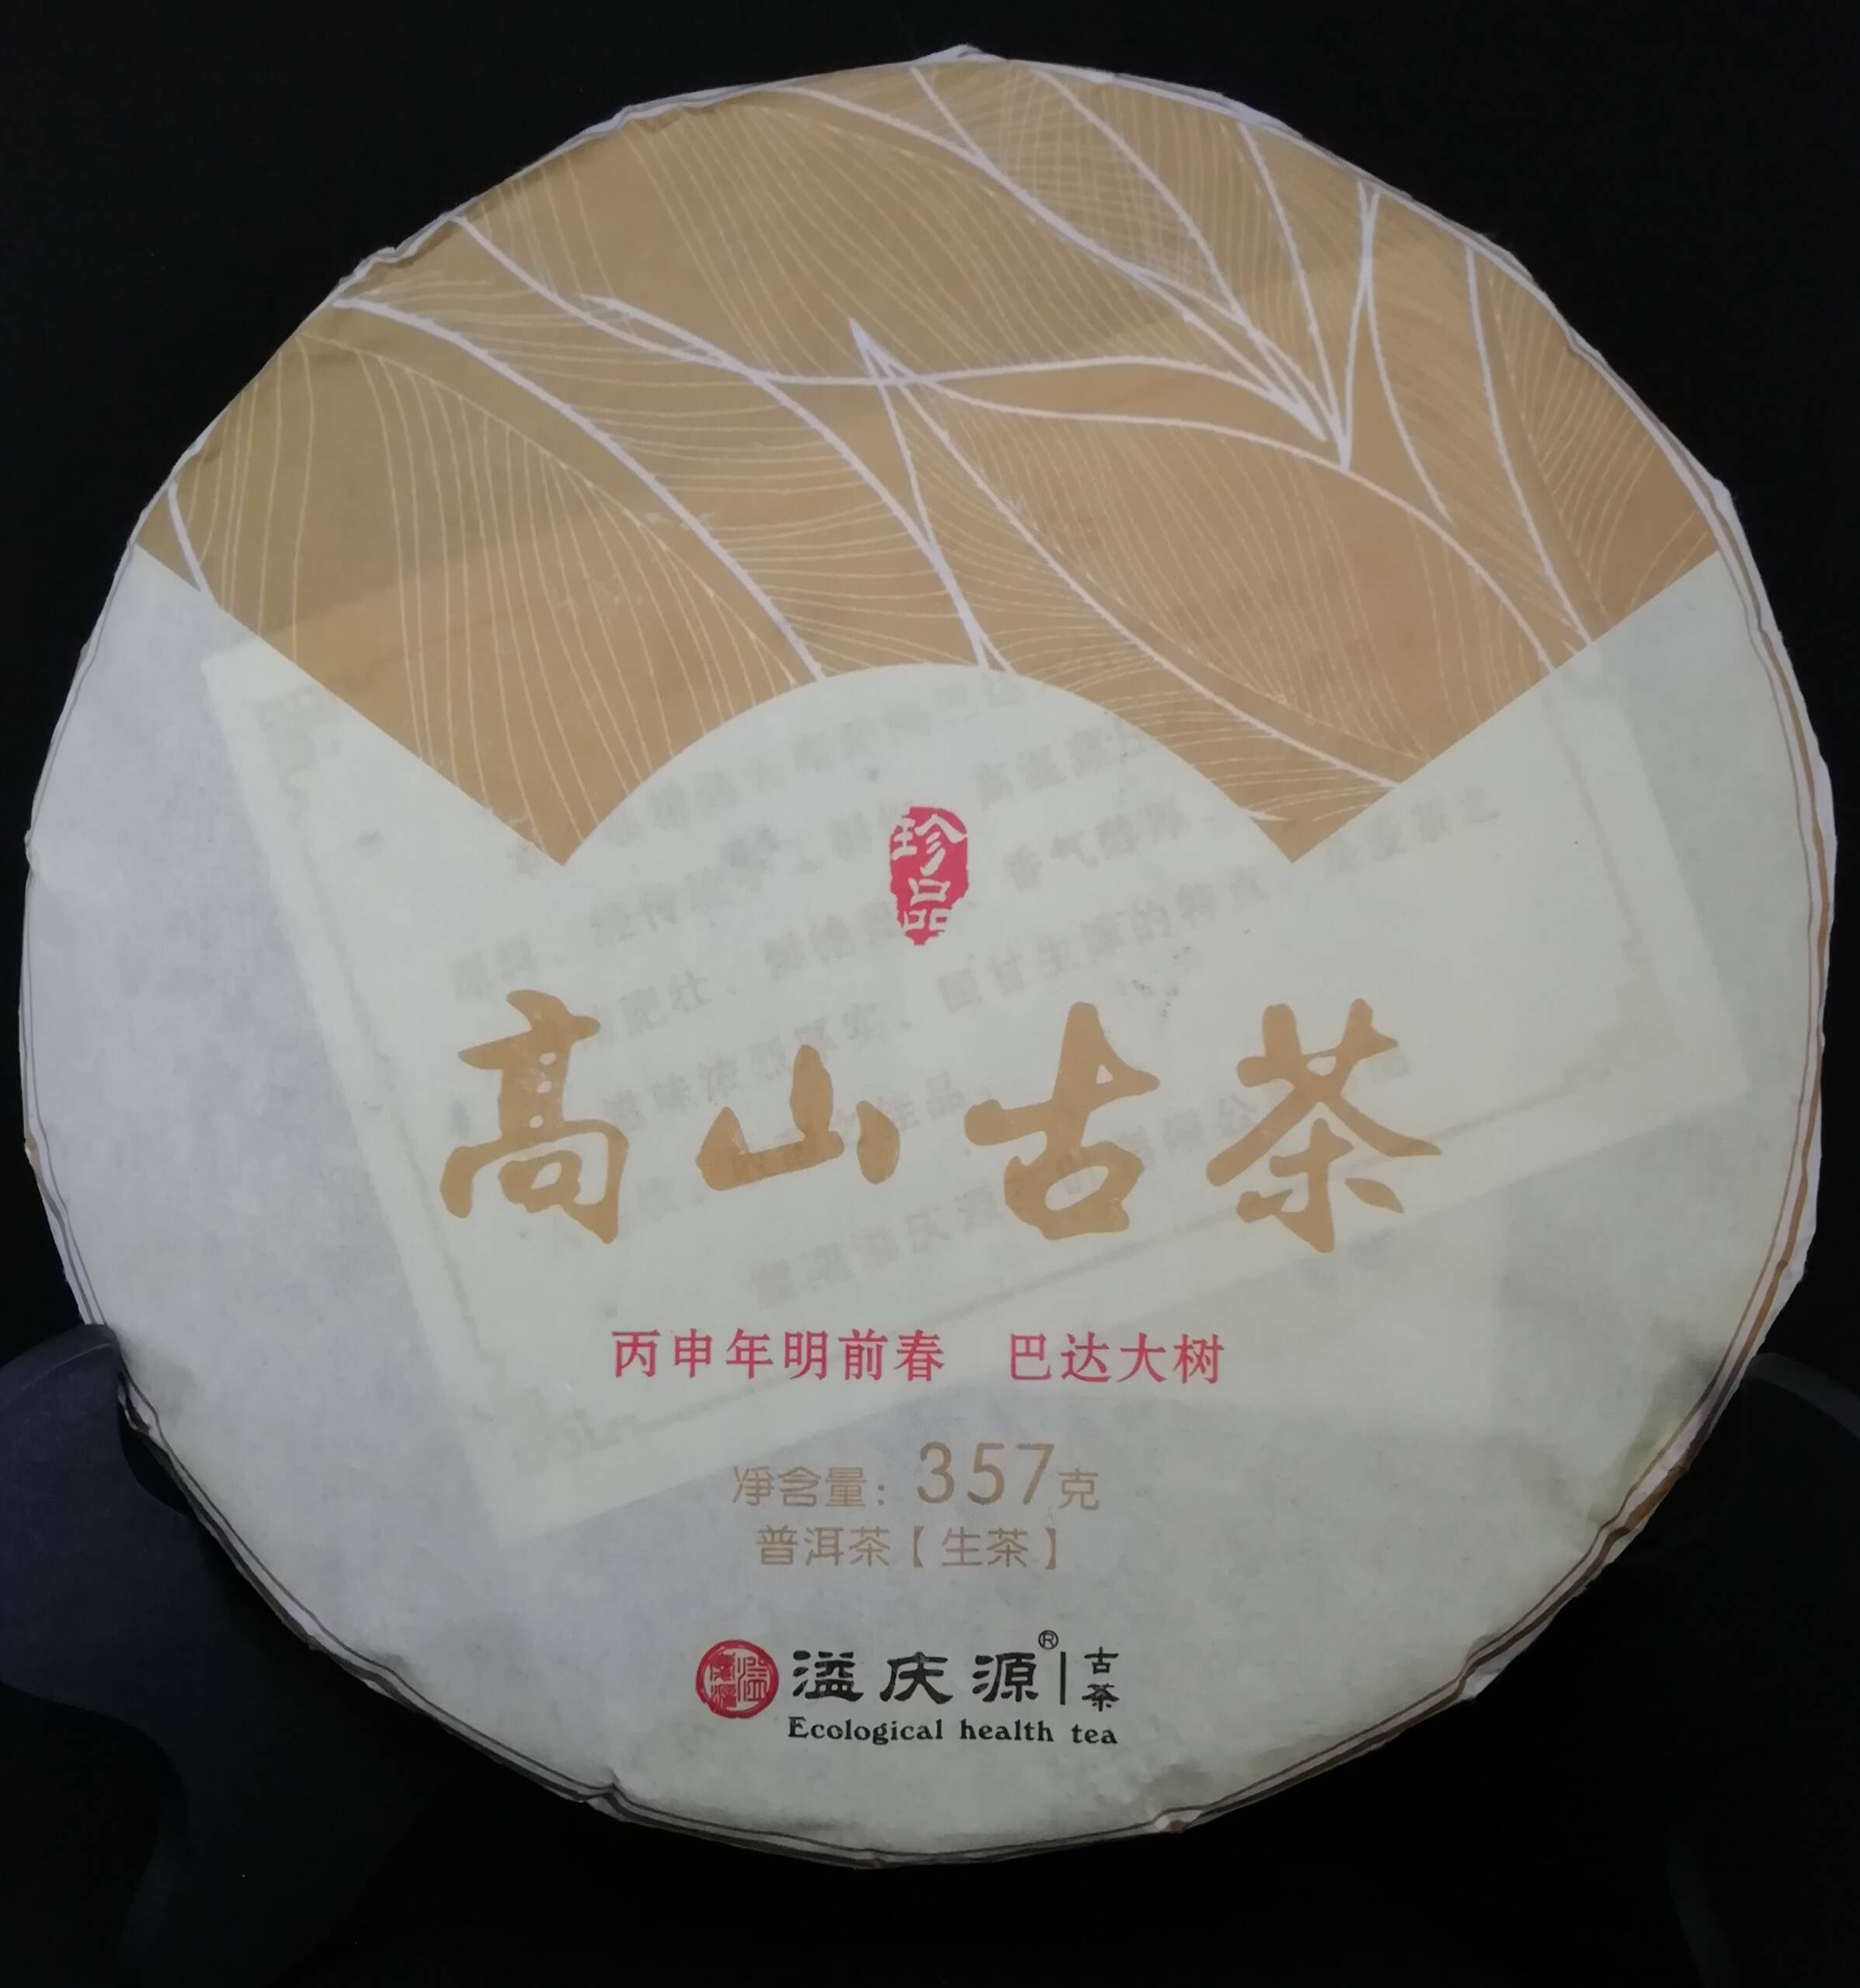 珍品
高山古茶
丙申年明前春 巴达大树
净含量：357克
普洱茶【生茶】
溢庆源®|古茶
Ecological health tea